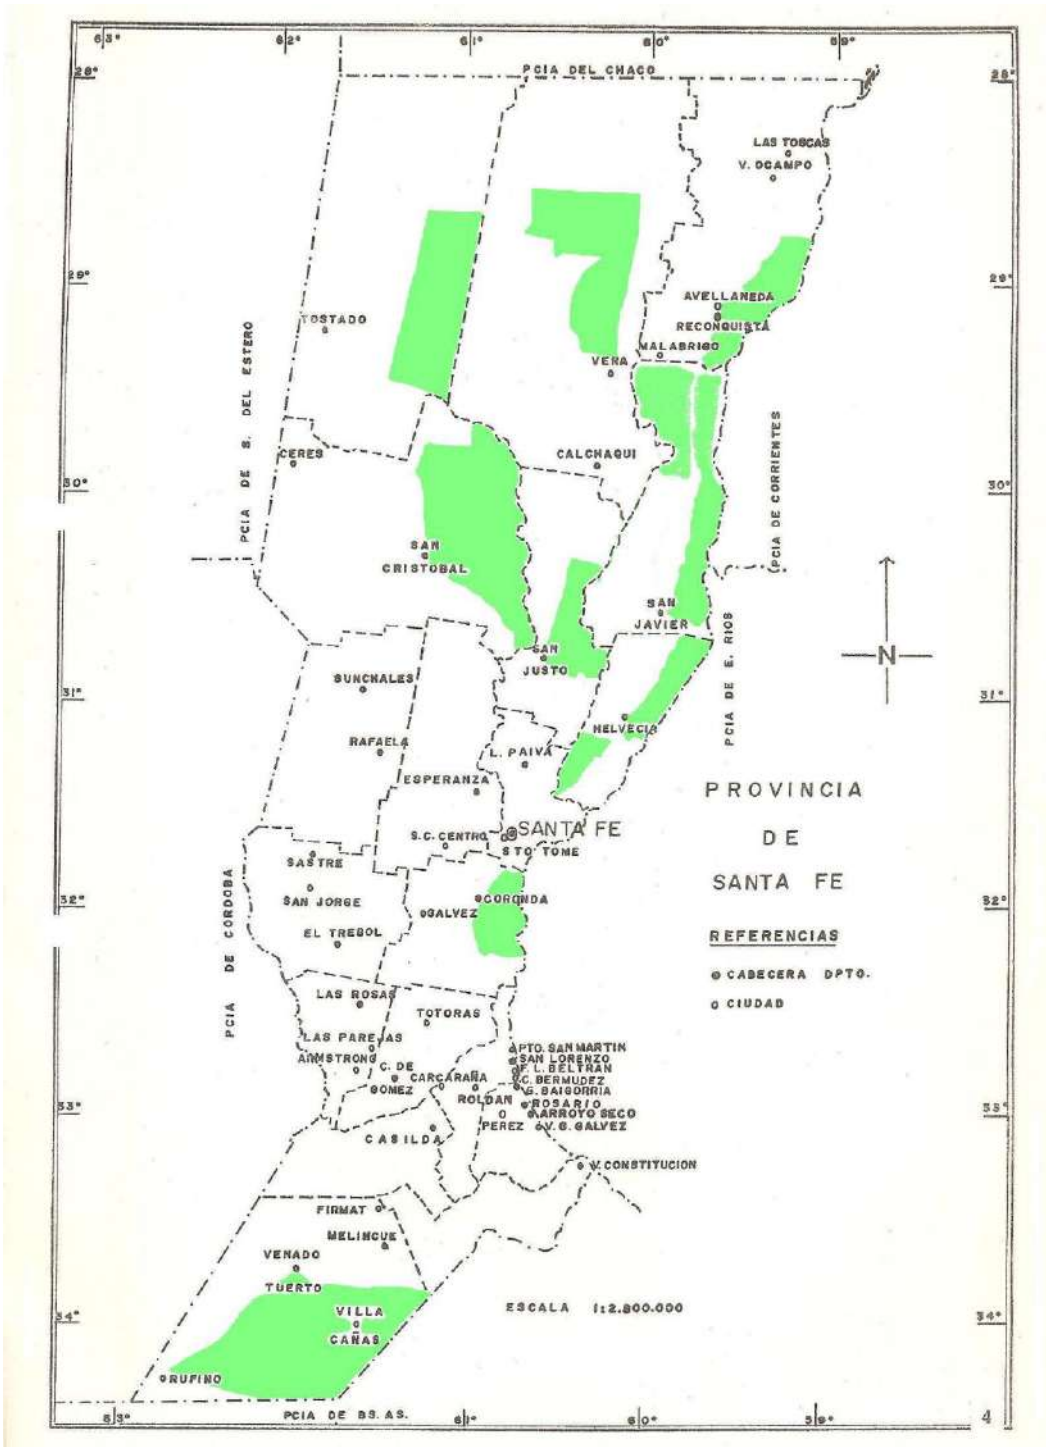 63°
62°
61°
60°
59°
28°
PCIA DEL CHACO
28°
LAS TOSCAS
V. OCAMPO
29°
29°
AVELLANEDA
TOSTADO
RECONQUISTA
MALABRIGO
VERA
PCIA DE S. DEL ESTERO
CERES
CALCHAQUI
PCIA DE CORRIENTES
30°
30°
SAN
CRISTOBAL
SAN
JAVIER
N
SAN
JUSTO
PCIA DE E. RIOS
SUNCHALES
31°
31°
HELVECIA
RAFAELA
L. PAIVA
ESPERANZA
PROVINCIA
DE
SANTA FE
SANTA FE
S.C. CENTRO
STO TOME
SASTRE
SAN JORGE
CORONDA
GALVEZ
32°
32°
EL TREBOL
PCIA DE CORDOBA
REFERENCIAS
CABECERA DPTO.
CIUDAD
LAS ROSAS
TOTORAS
LAS PAREJAS
PTO. SAN MARTIN
SAN LORENZO
ARMSTRONG
C. DE
GOMEZ
F. L. BELTRAN
CARCARAÑA
C. BERMUDEZ
G. BAIGORRIA
ROLDAN
ROSARIO
33°
33°
ARROYO SECO
PEREZ
V. G. GALVEZ
CASILDA
V. CONSTITUCION
FIRMAT
MELINCUE
VENADO
TUERTO
VILLA
CAÑAS
ESCALA 1:2.800.000
34°
34°
RUFINO
PCIA DE BS. AS.
63°
61°
60°
59°
4